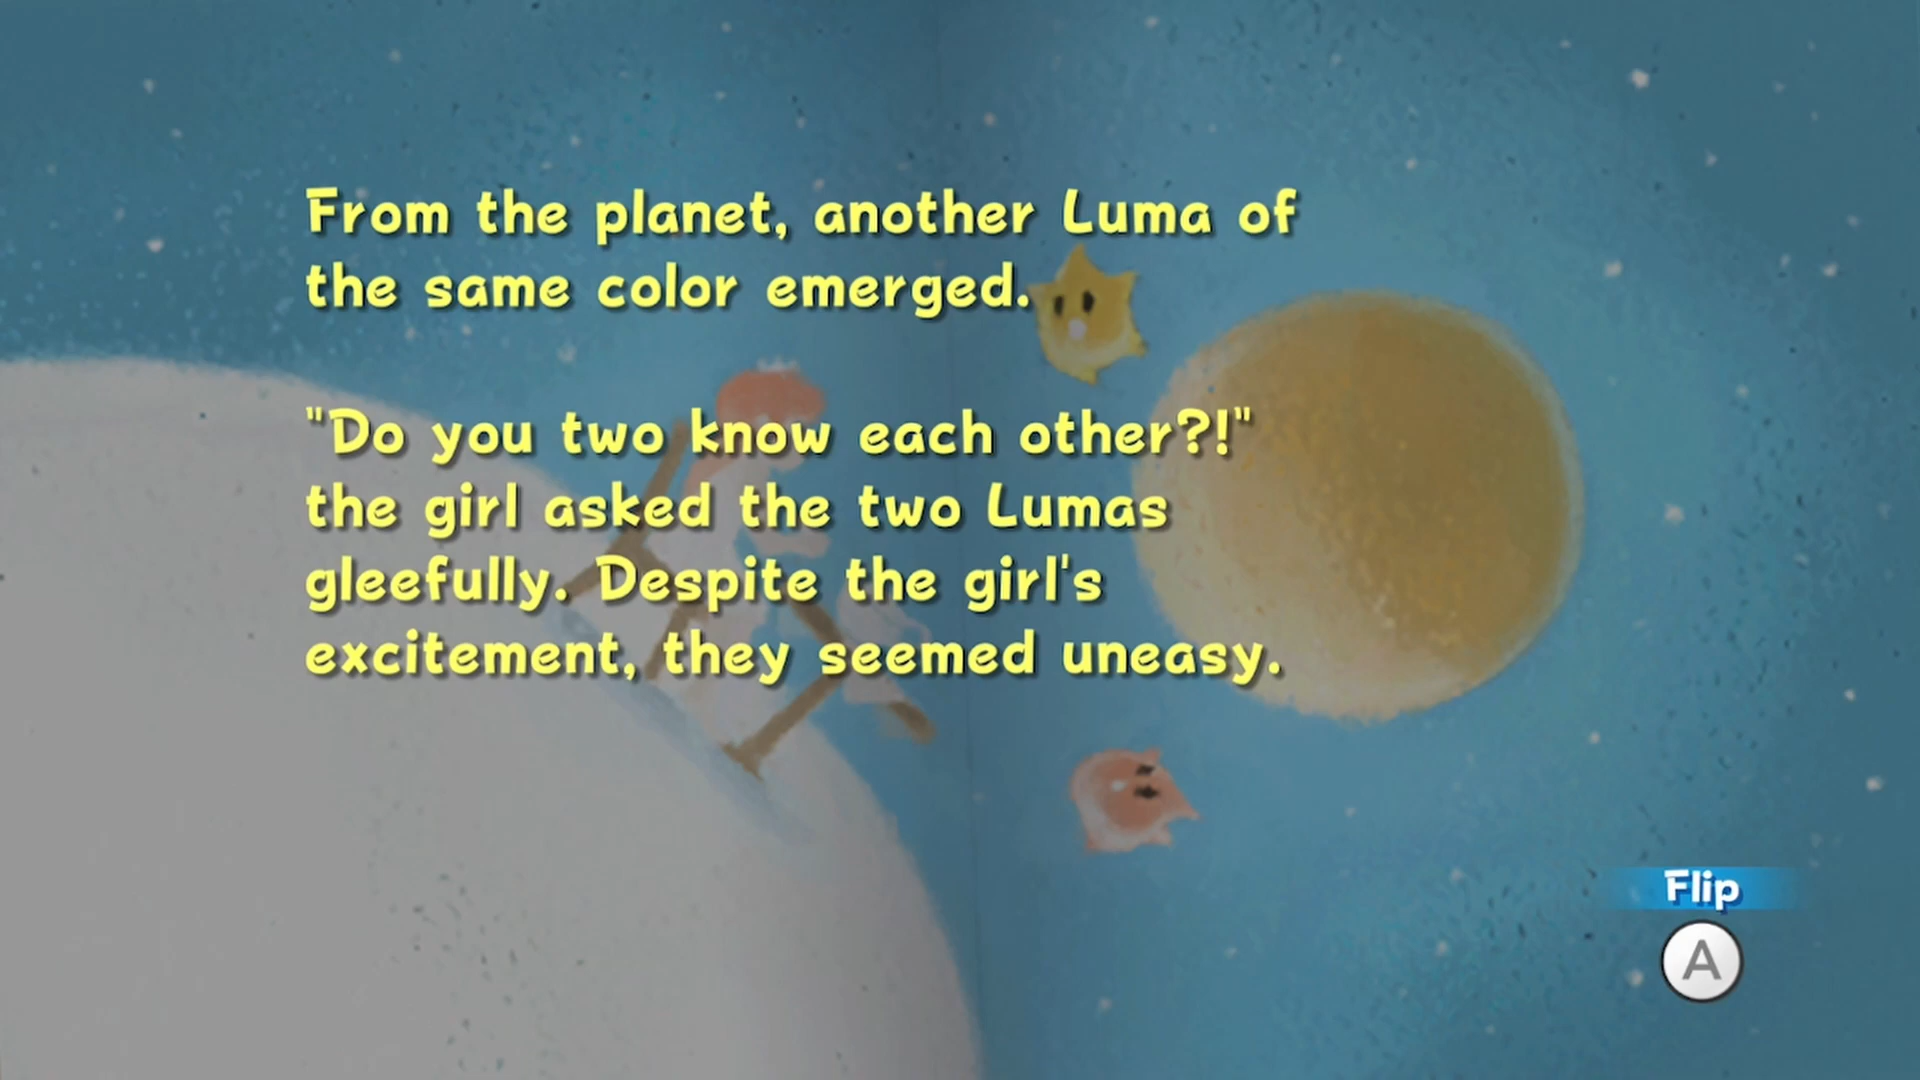 From the planet, another Luma of
the same color emerged.
"Do you two know each other?!"
the girl asked the two Lumas
gleefully. Despite the girl's
excitement, they seemed uneasy.
Flip
A